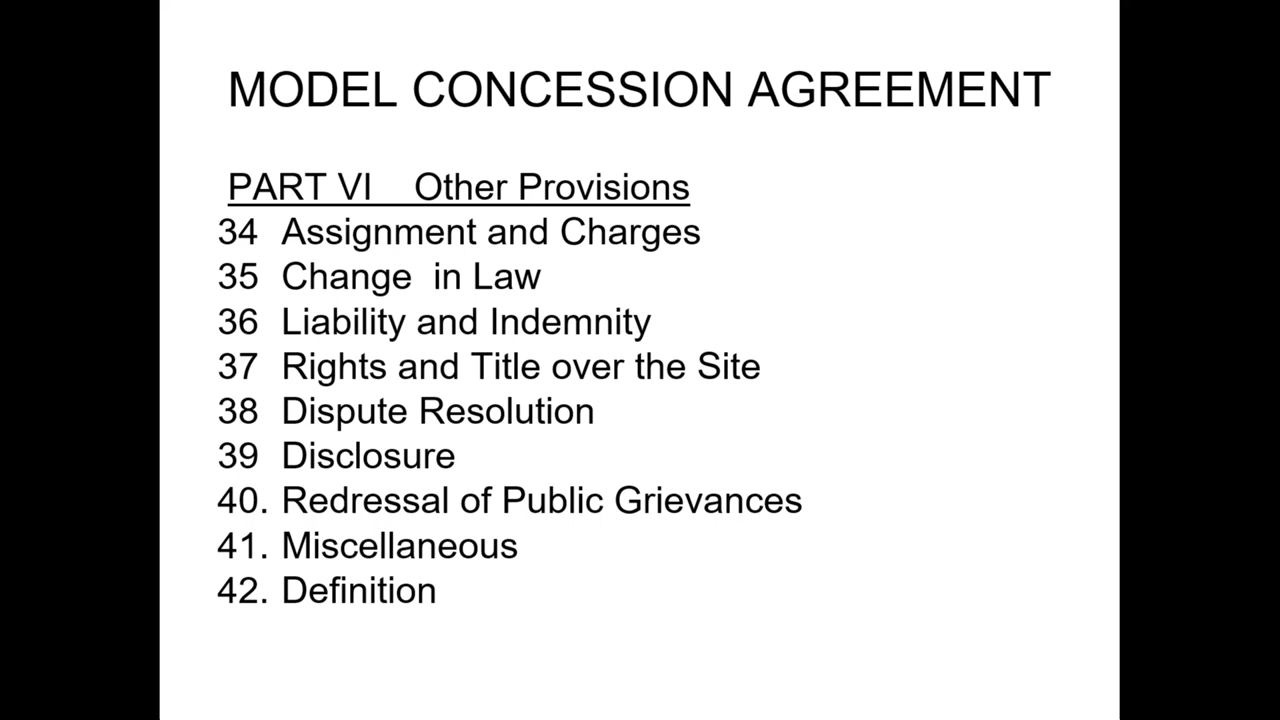 MODEL CONCESSION AGREEMENT
PART VI Other Provisions
34 Assignment and Charges
35 Change in Law
36 Liability and Indemnity
37 Rights and Title over the Site
38 Dispute Resolution
39 Disclosure
40. Redressal of Public Grievances
41. Miscellaneous
42. Definition